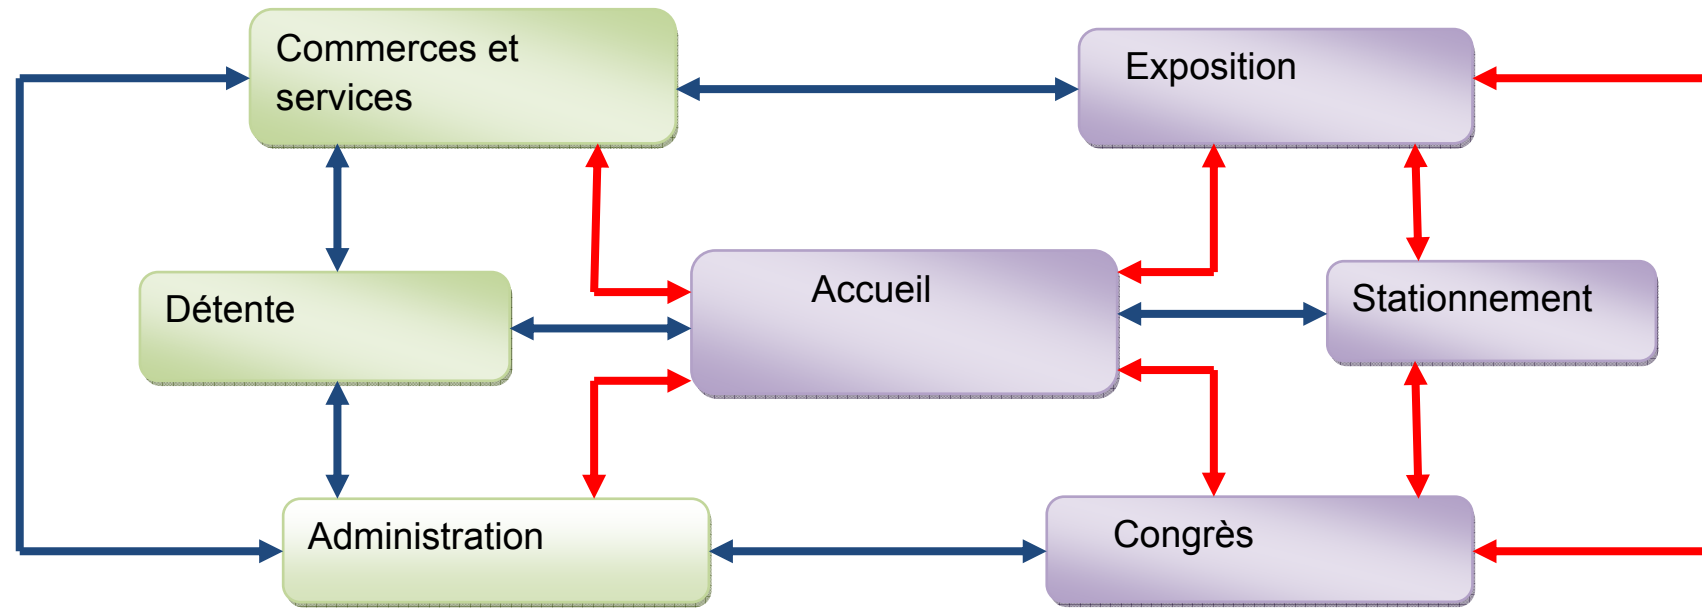 Commerces et
services
Exposition
Accueil
Détente
Stationnement
Administration
Congrès